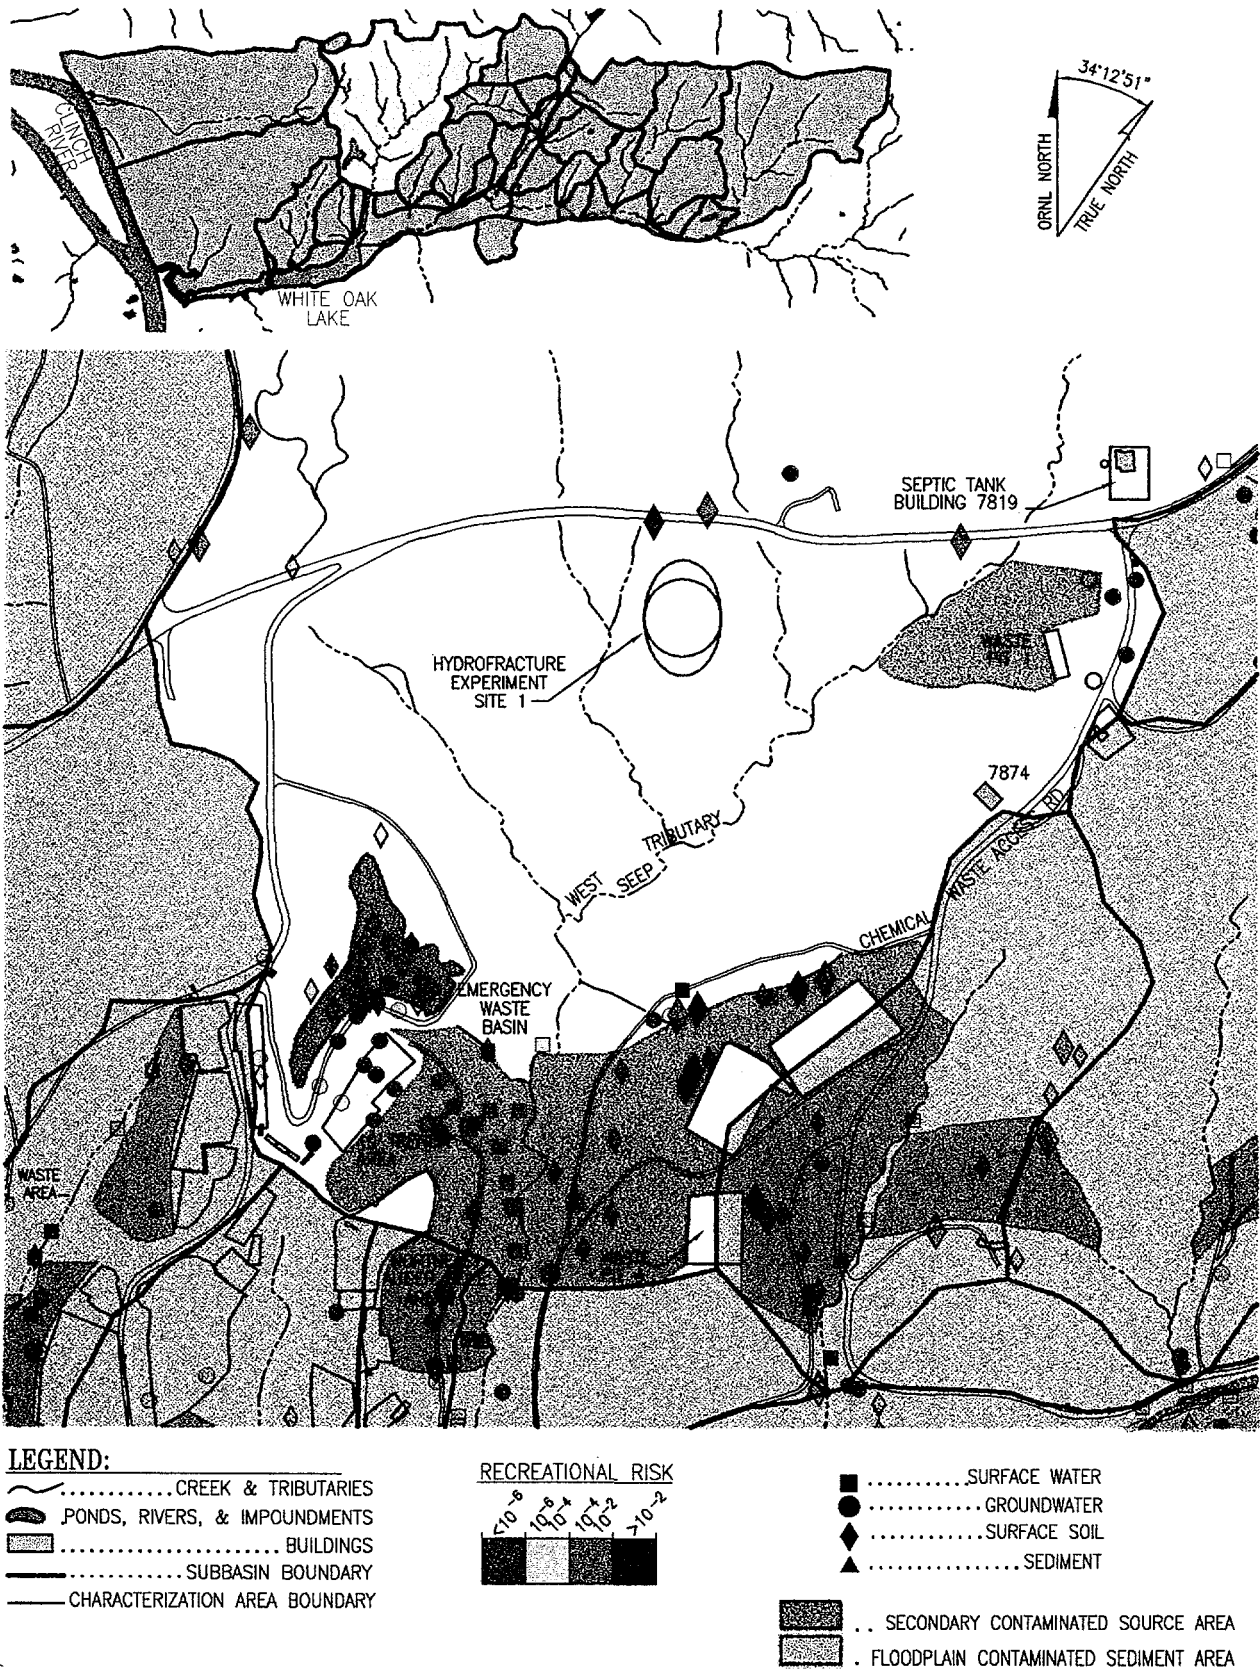 CLINCH
RIVER
WHITE OAK
LAKE
34°12'51"
ORNL NORTH
TRUE NORTH
SEPTIC TANK
BUILDING 7819
WASTE
HYDROFRACTURE
EXPERIMENT
SITE 1
7874
WEST SEEP TRIBUTARY
CHEMICAL WASTE ACCESS RD
EMERGENCY
WASTE
BASIN
WASTE
AREA
LEGEND:
CREEK & TRIBUTARIES
PONDS, RIVERS, & IMPOUNDMENTS
BUILDINGS
SUBBASIN BOUNDARY
CHARACTERIZATION AREA BOUNDARY
RECREATIONAL RISK
<10⁻⁶
10⁻⁶
10⁻⁴
10⁻⁴
10⁻²
>10⁻²
SURFACE WATER
GROUNDWATER
SURFACE SOIL
SEDIMENT
SECONDARY CONTAMINATED SOURCE AREA
FLOODPLAIN CONTAMINATED SEDIMENT AREA